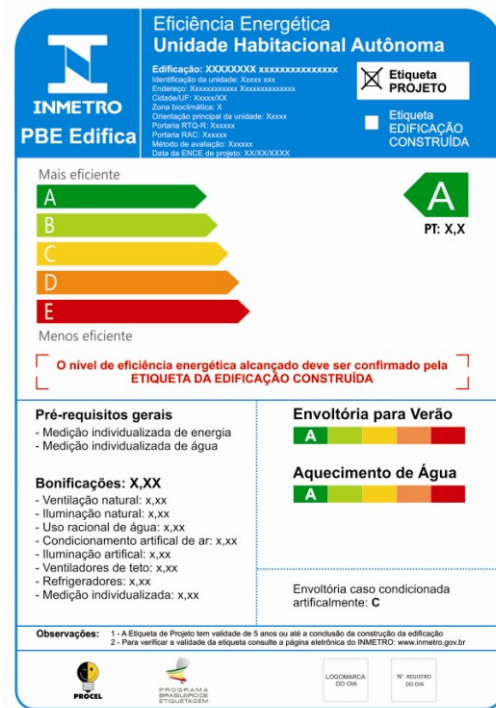 INMETRO
PBE Edifica
Eficiência Energética
Unidade Habitacional Autônoma
Edificação: XXXXXXXX xxxxxxxxxxxxxxx
Identificação da unidade: Xxxxx xxx
Endereço: Xxxxxxxxxxx Xxxxxxxxxxxxxx
Cidade/UF: Xxxxx/XX
Zona bioclimática: X
Orientação principal da unidade: Xxxxx
Portaria RTQ-R: Xxxxxx
Portaria RAC: Xxxxxx
Método de avaliação: Xxxxxx
Data da ENCE de projeto: XX/XX/XXXX
Etiqueta
PROJETO
Etiqueta
EDIFICAÇÃO
CONSTRUÍDA
Mais eficiente
A
B
C
D
E
Menos eficiente
A
PT: X,X
O nível de eficiência energética alcançado deve ser confirmado pela
ETIQUETA DA EDIFICAÇÃO CONSTRUÍDA
Pré-requisitos gerais
- Medição individualizada de energia
- Medição individualizada de água
Bonificações: X,XX
- Ventilação natural: x,xx
- Iluminação natural: x,xx
- Uso racional de água: x,xx
- Condicionamento artifical de ar: x,xx
- Iluminação artifical: x,xx
- Ventiladores de teto: x,xx
- Refrigeradores: x,xx
- Medição individualizada: x,xx
Envoltória para Verão
A
Aquecimento de Água
A
Envoltória caso condicionada
artificalmente: C
Observações: 1 - A Etiqueta de Projeto tem validade de 5 anos ou até a conclusão da construção da edificação
2 - Para verificar a validade da etiqueta consulte a página eletrônica do INMETRO: www.inmetro.gov.br
PROCEL
PROGRAMA
BRASILEIRO DE
ETIQUETAGEM
LOGOMARCA
DO OIA
N°. REGISTRO
DO OIA